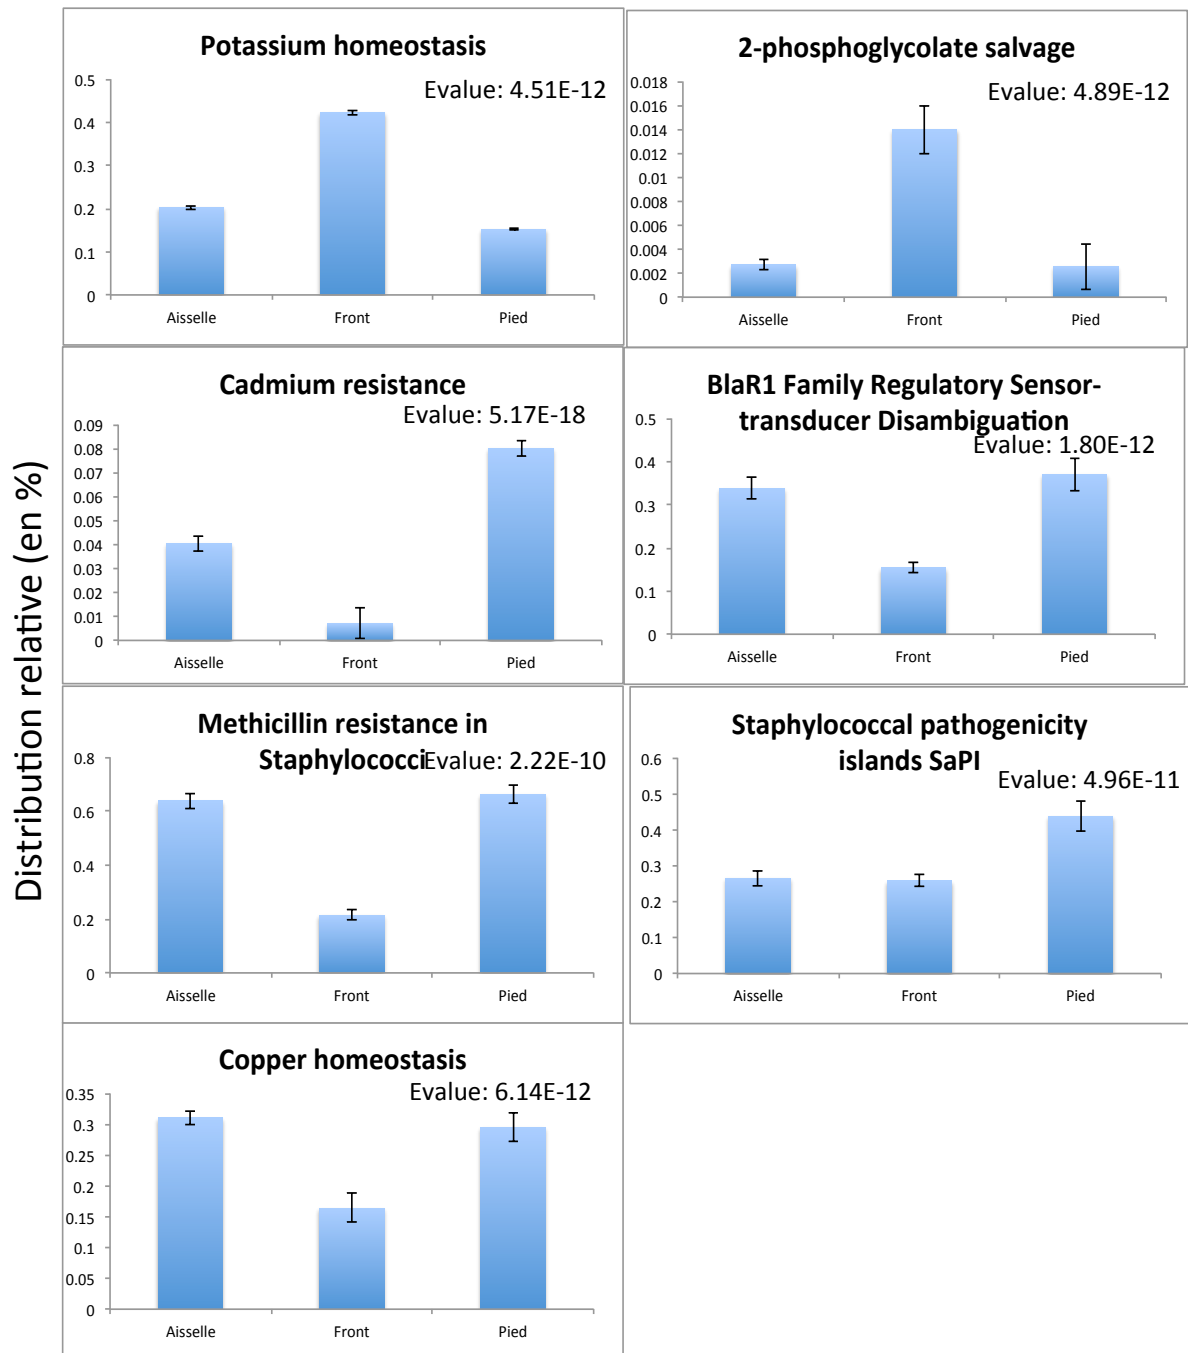 Distribution relative (en %)
Potassium homeostasis
Evalue: 4.51E-12
0.5
0.4
0.3
0.2
0.1
0
Aisselle Front Pied
2-phosphoglycolate salvage
Evalue: 4.89E-12
0.018
0.016
0.014
0.012
0.01
0.008
0.006
0.004
0.002
0
Aisselle Front Pied
Cadmium resistance
Evalue: 5.17E-18
0.09
0.08
0.07
0.06
0.05
0.04
0.03
0.02
0.01
0
Aisselle Front Pied
BlaR1 Family Regulatory Sensor-
transducer Disambiguation
Evalue: 1.80E-12
0.5
0.4
0.3
0.2
0.1
0
Aisselle Front Pied
Methicillin resistance in
Staphylococci
Evalue: 2.22E-10
0.8
0.6
0.4
0.2
0
Aisselle Front Pied
Staphylococcal pathogenicity
islands SaPI
Evalue: 4.96E-11
0.6
0.5
0.4
0.3
0.2
0.1
0
Aisselle Front Pied
Copper homeostasis
Evalue: 6.14E-12
0.35
0.3
0.25
0.2
0.15
0.1
0.05
0
Aisselle Front Pied